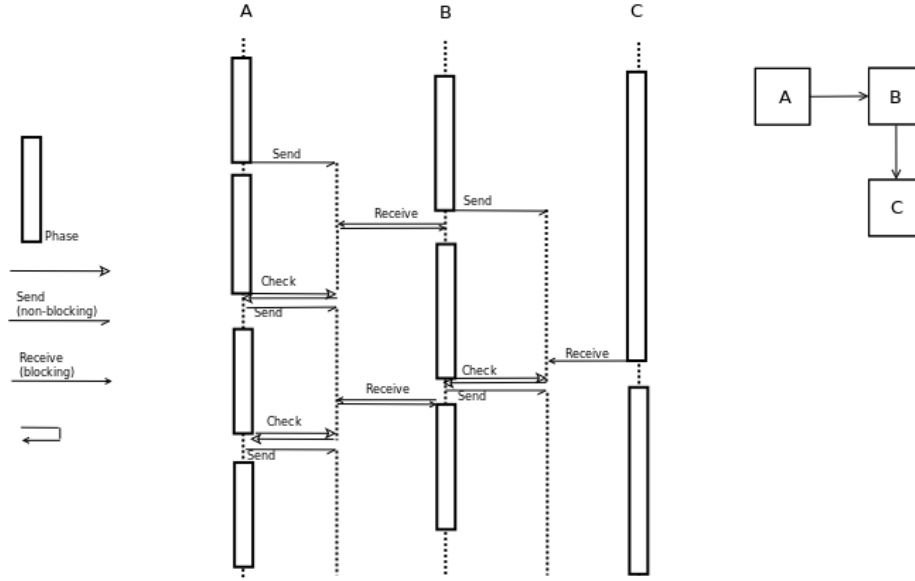 A
B
C
A
B
C
Send
Send
Receive
Phase
Check
Send
(non-blocking)
Send
Receive
(blocking)
Receive
Check
Receive
Send
Check
Send